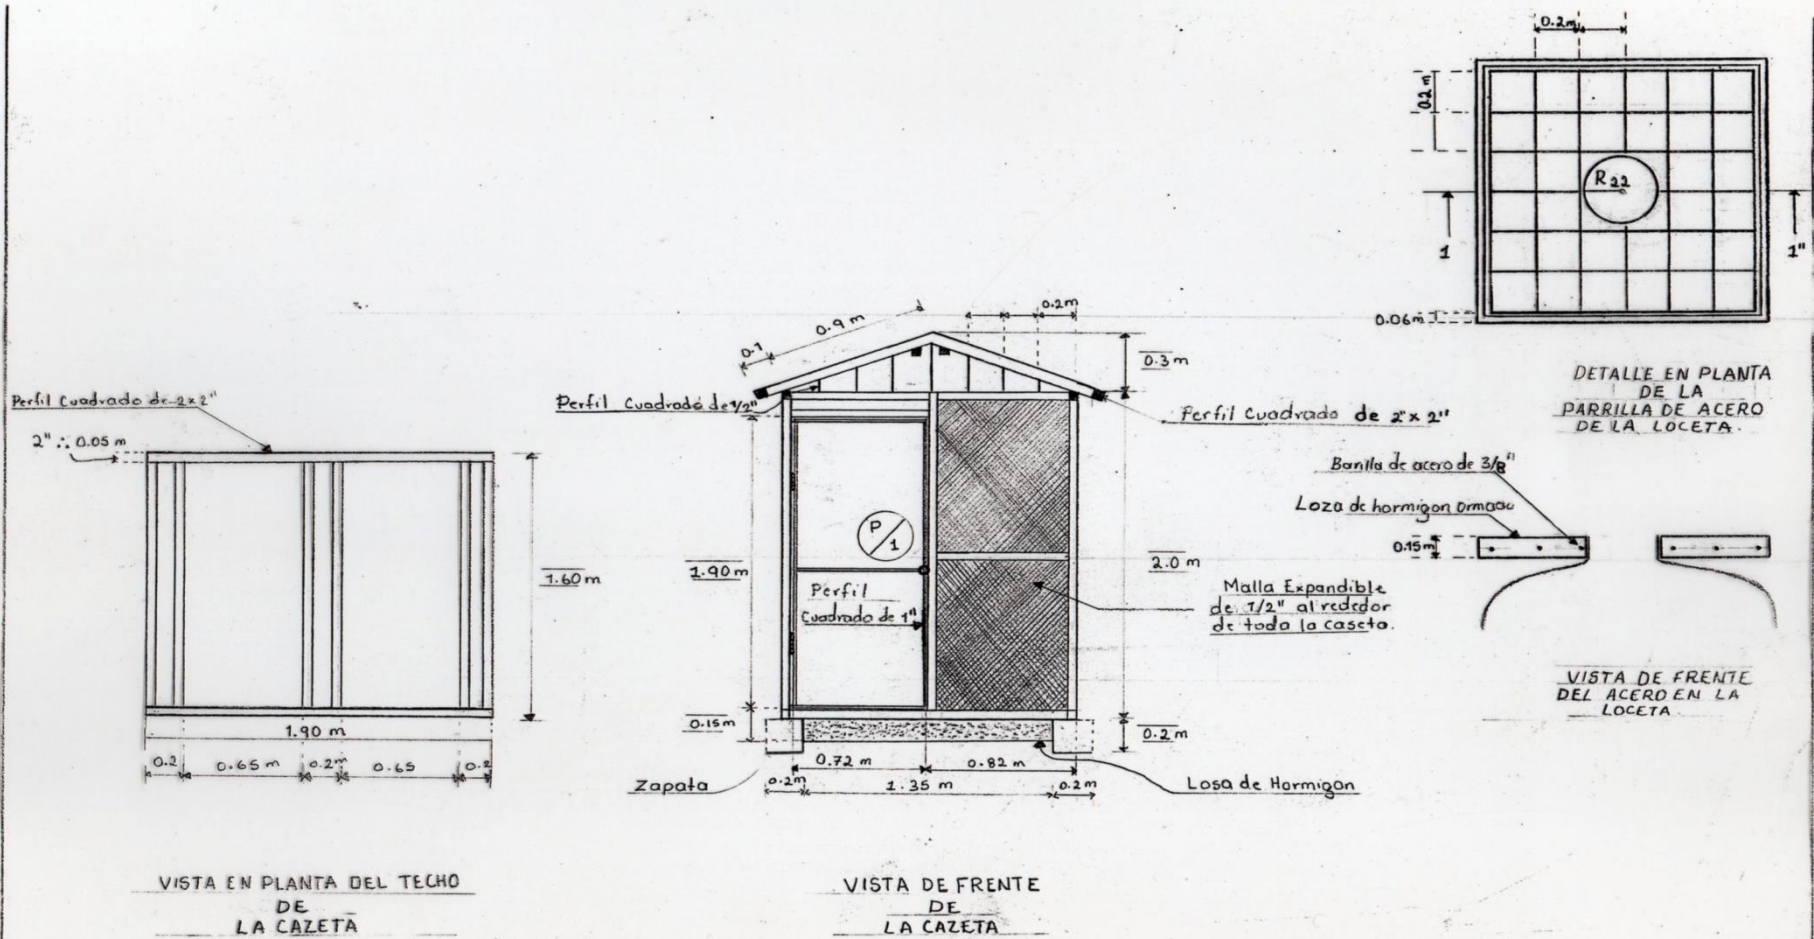 0.2m
0.2 m
R 22
1
1"
0.06m
DETALLE EN PLANTA
DE LA
PARRILLA DE ACERO
DE LA LOCETA.
0.1
0.9 m
0.2m
0.3 m
Perfil Cuadrado de 1/2"
Perfil Cuadrado de 2"x 2"
Perfil Cuadrado de 2x2"
2" ∴ 0.05 m
1.60 m
1.90 m
0.2
0.65 m
0.2m
0.65
0.2
VISTA EN PLANTA DEL TECHO
DE
LA CAZETA
P/1
1.90 m
Perfil
Cuadrado de 1"
2.0 m
Malla Expandible
de 1/2" al rededor
de toda la caseta.
0.15m
0.2 m
0.72 m
0.82 m
Zapata
0.2m
1.35 m
0.2m
Losa de Hormigon
VISTA DE FRENTE
DE
LA CAZETA
Banilla de acero de 3/8"
Loza de hormigon
0.15m
VISTA DE FRENTE
DEL ACERO EN LA
LOCETA